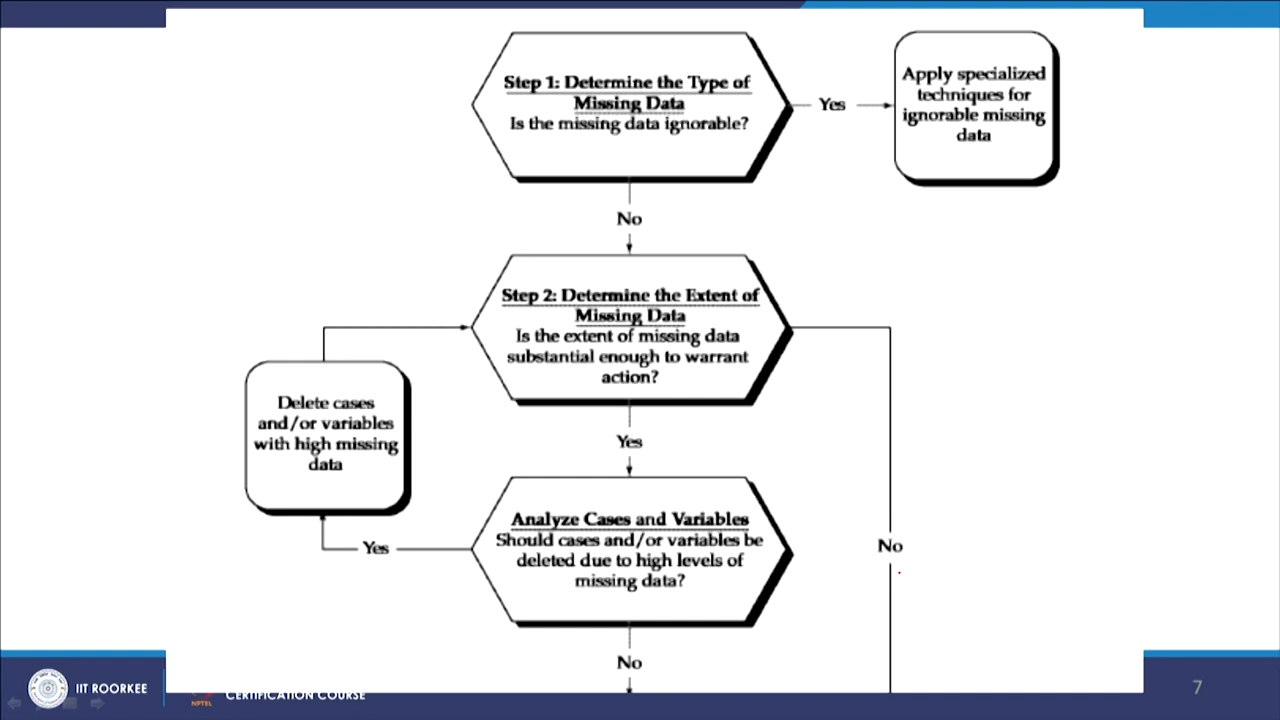 Step 1: Determine the Type of
Missing Data
Is the missing data ignorable?
Yes
Apply specialized
techniques for
ignorable missing
data
No
Step 2: Determine the Extent of
Missing Data
Is the extent of missing data
substantial enough to warrant
action?
Delete cases
and/or variables
with high missing
data
Yes
Analyze Cases and Variables
Should cases and/or variables be
deleted due to high levels of
missing data?
Yes
No
No
IIT ROORKEE
NPTEL
CERTIFICATION COURSE
7